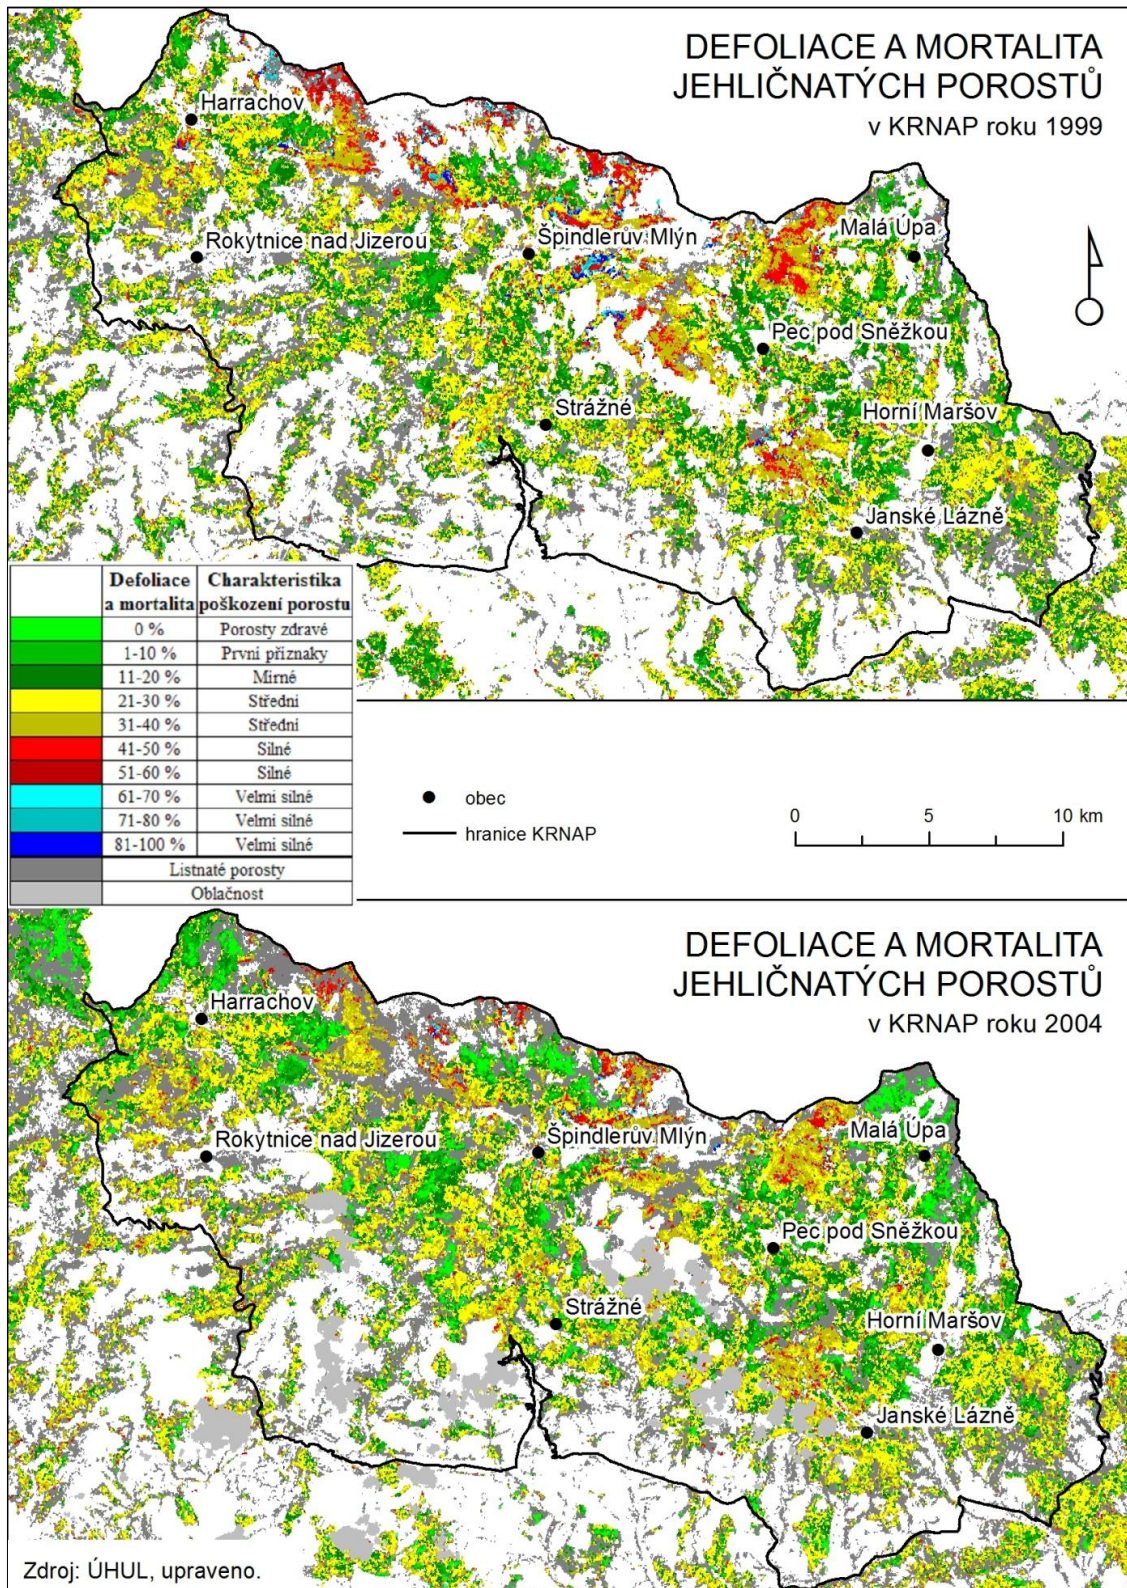 DEFOLIACE A MORTALITA
JEHLIČNATÝCH POROSTŮ
v KRNAP roku 1999
Harrachov
Rokytnice nad Jizerou
Špindlerův Mlýn
Malá Úpa
Pec pod Sněžkou
Strážné
Horní Maršov
Janské Lázně
Defoliace a mortalita Charakteristika poškození porostu
0 % Porosty zdravé
1-10 % První příznaky
11-20 % Mírné
21-30 % Střední
31-40 % Střední
41-50 % Silné
51-60 % Silné
61-70 % Velmi silné
71-80 % Velmi silné
81-100 % Velmi silné
Listnaté porosty
Oblačnost
obec
hranice KRNAP
0 5 10 km
DEFOLIACE A MORTALITA
JEHLIČNATÝCH POROSTŮ
v KRNAP roku 2004
Harrachov
Rokytnice nad Jizerou
Špindlerův Mlýn
Malá Úpa
Pec pod Sněžkou
Strážné
Horní Maršov
Janské Lázně
Zdroj: ÚHUL, upraveno.